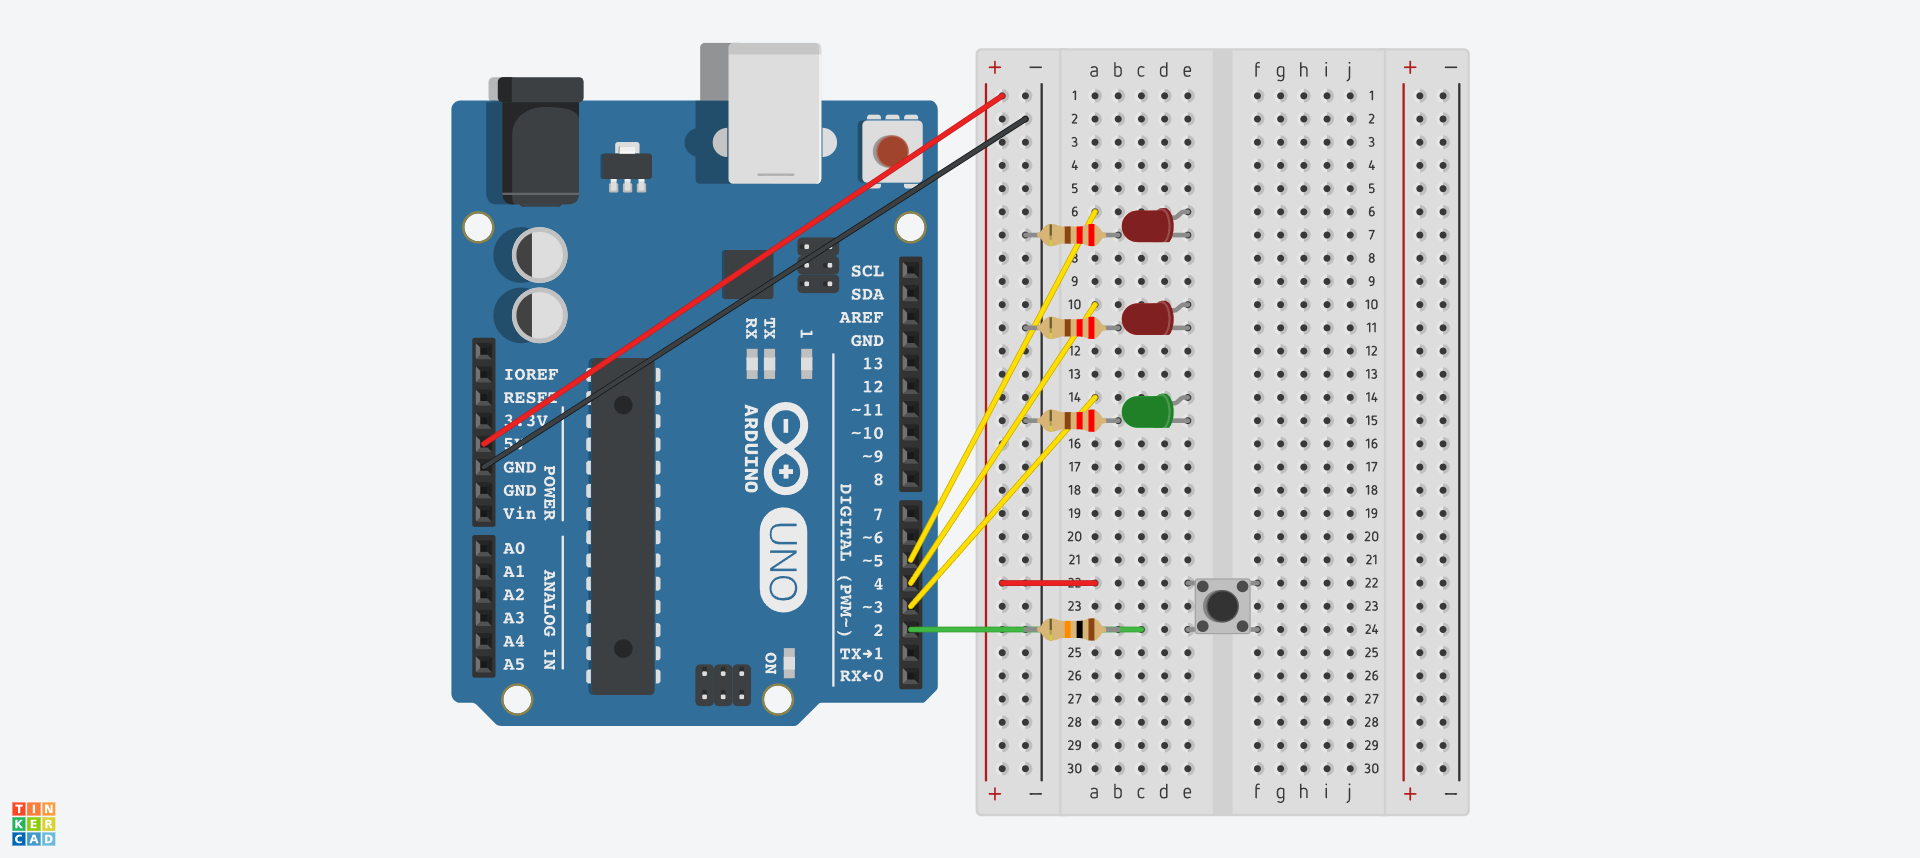 + − a b c d e f g h i j + −
1 1
2 2
3 3
4 4
5 5
6 6
7
8 8
9 9
10 10
11
12 12
13 13
14 14
15
16 16
17 17
18 18
19 19
20 20
21 21
22 22
23 23
24
25 25
26 26
27 27
28 28
29 29
30 30
+ − a b c d e f g h i j + −
SCL
SDA
AREF
GND
13
12
~11
~10
~9
8
7
~6
~5
4
~3
2
TX→1
RX←0
DIGITAL (PWM~)
RX
TX
L
ARDUINO
UNO
ON
IOREF
RESET
3.3V
5V
GND
GND
Vin
POWER
A0
A1
A2
A3
A4
A5
ANALOG IN
TIN
KER
CAD